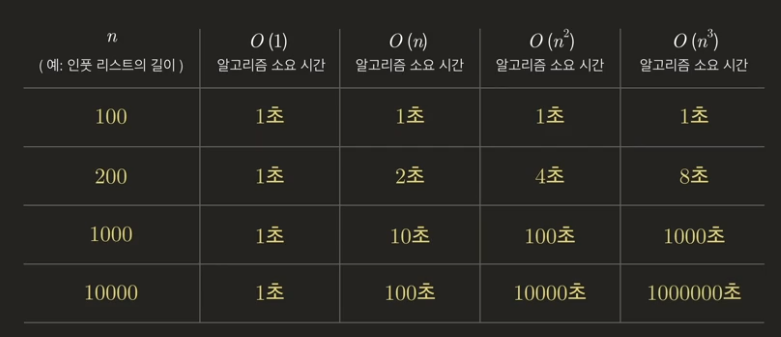 n O (1) O (n) O (n²) O (n³)
( 예: 인풋 리스트의 길이 ) 알고리즘 소요 시간 알고리즘 소요 시간 알고리즘 소요 시간 알고리즘 소요 시간
100 1초 1초 1초 1초
200 1초 2초 4초 8초
1000 1초 10초 100초 1000초
10000 1초 100초 10000초 1000000초